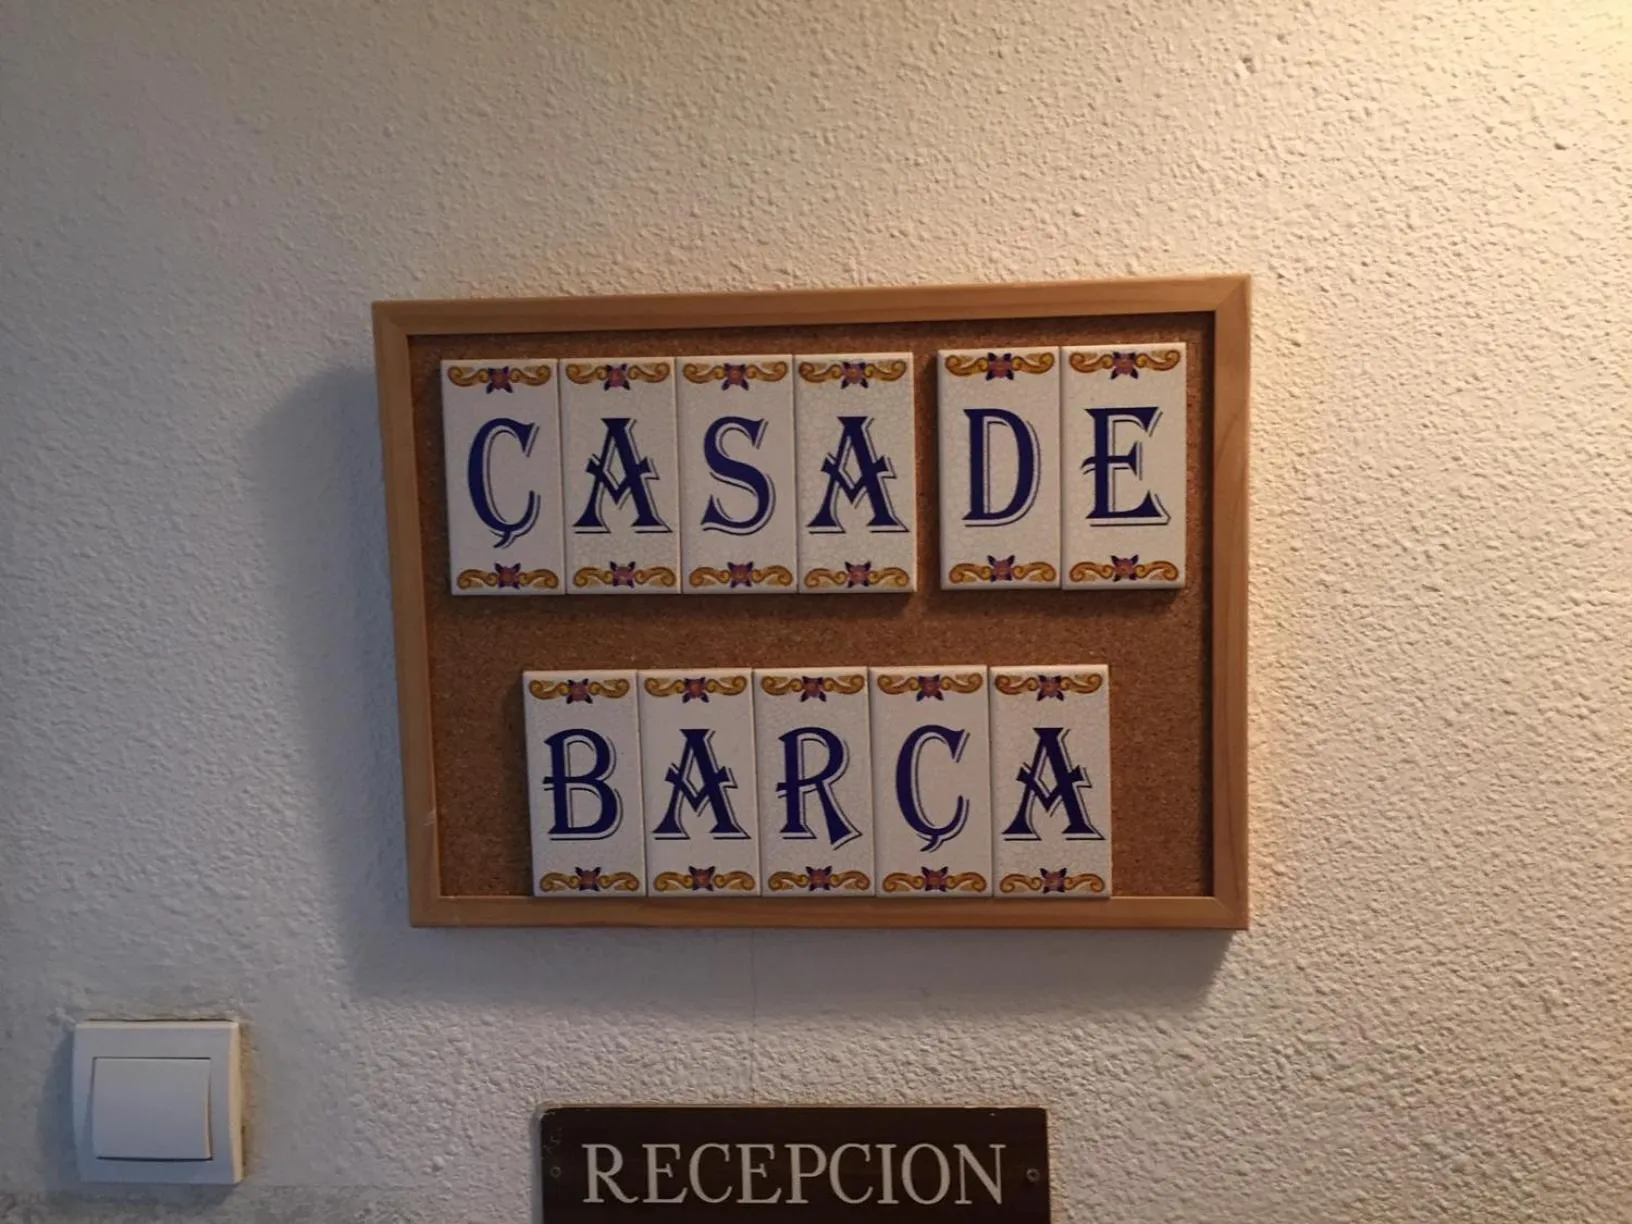 ÇASA DE
BARÇA
RECEPCION